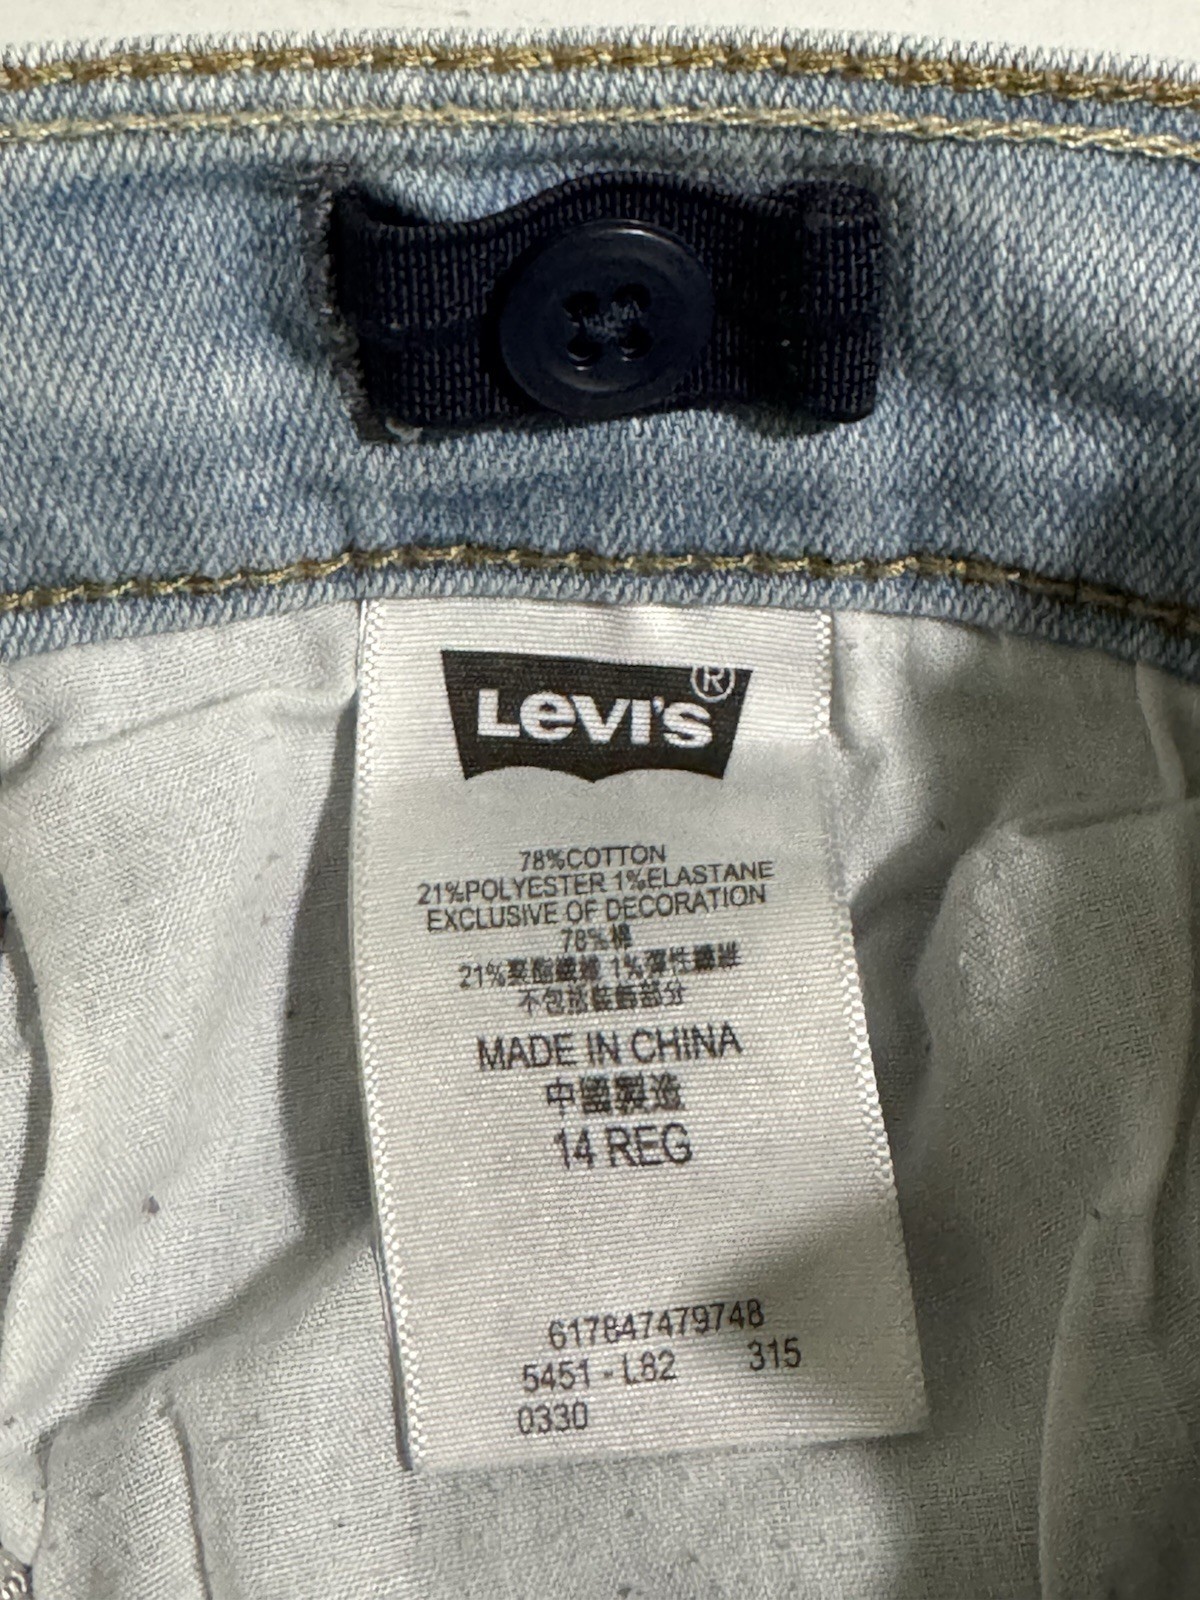 Levi's®
78%COTTON
21%POLYESTER 1%ELASTANE
EXCLUSIVE OF DECORATION
78%棉
21%聚酯纖維 1%彈性纖維
不包括裝飾部分
MADE IN CHINA
中國製造
14 REG
617847479748
5451 - L82 315
0330